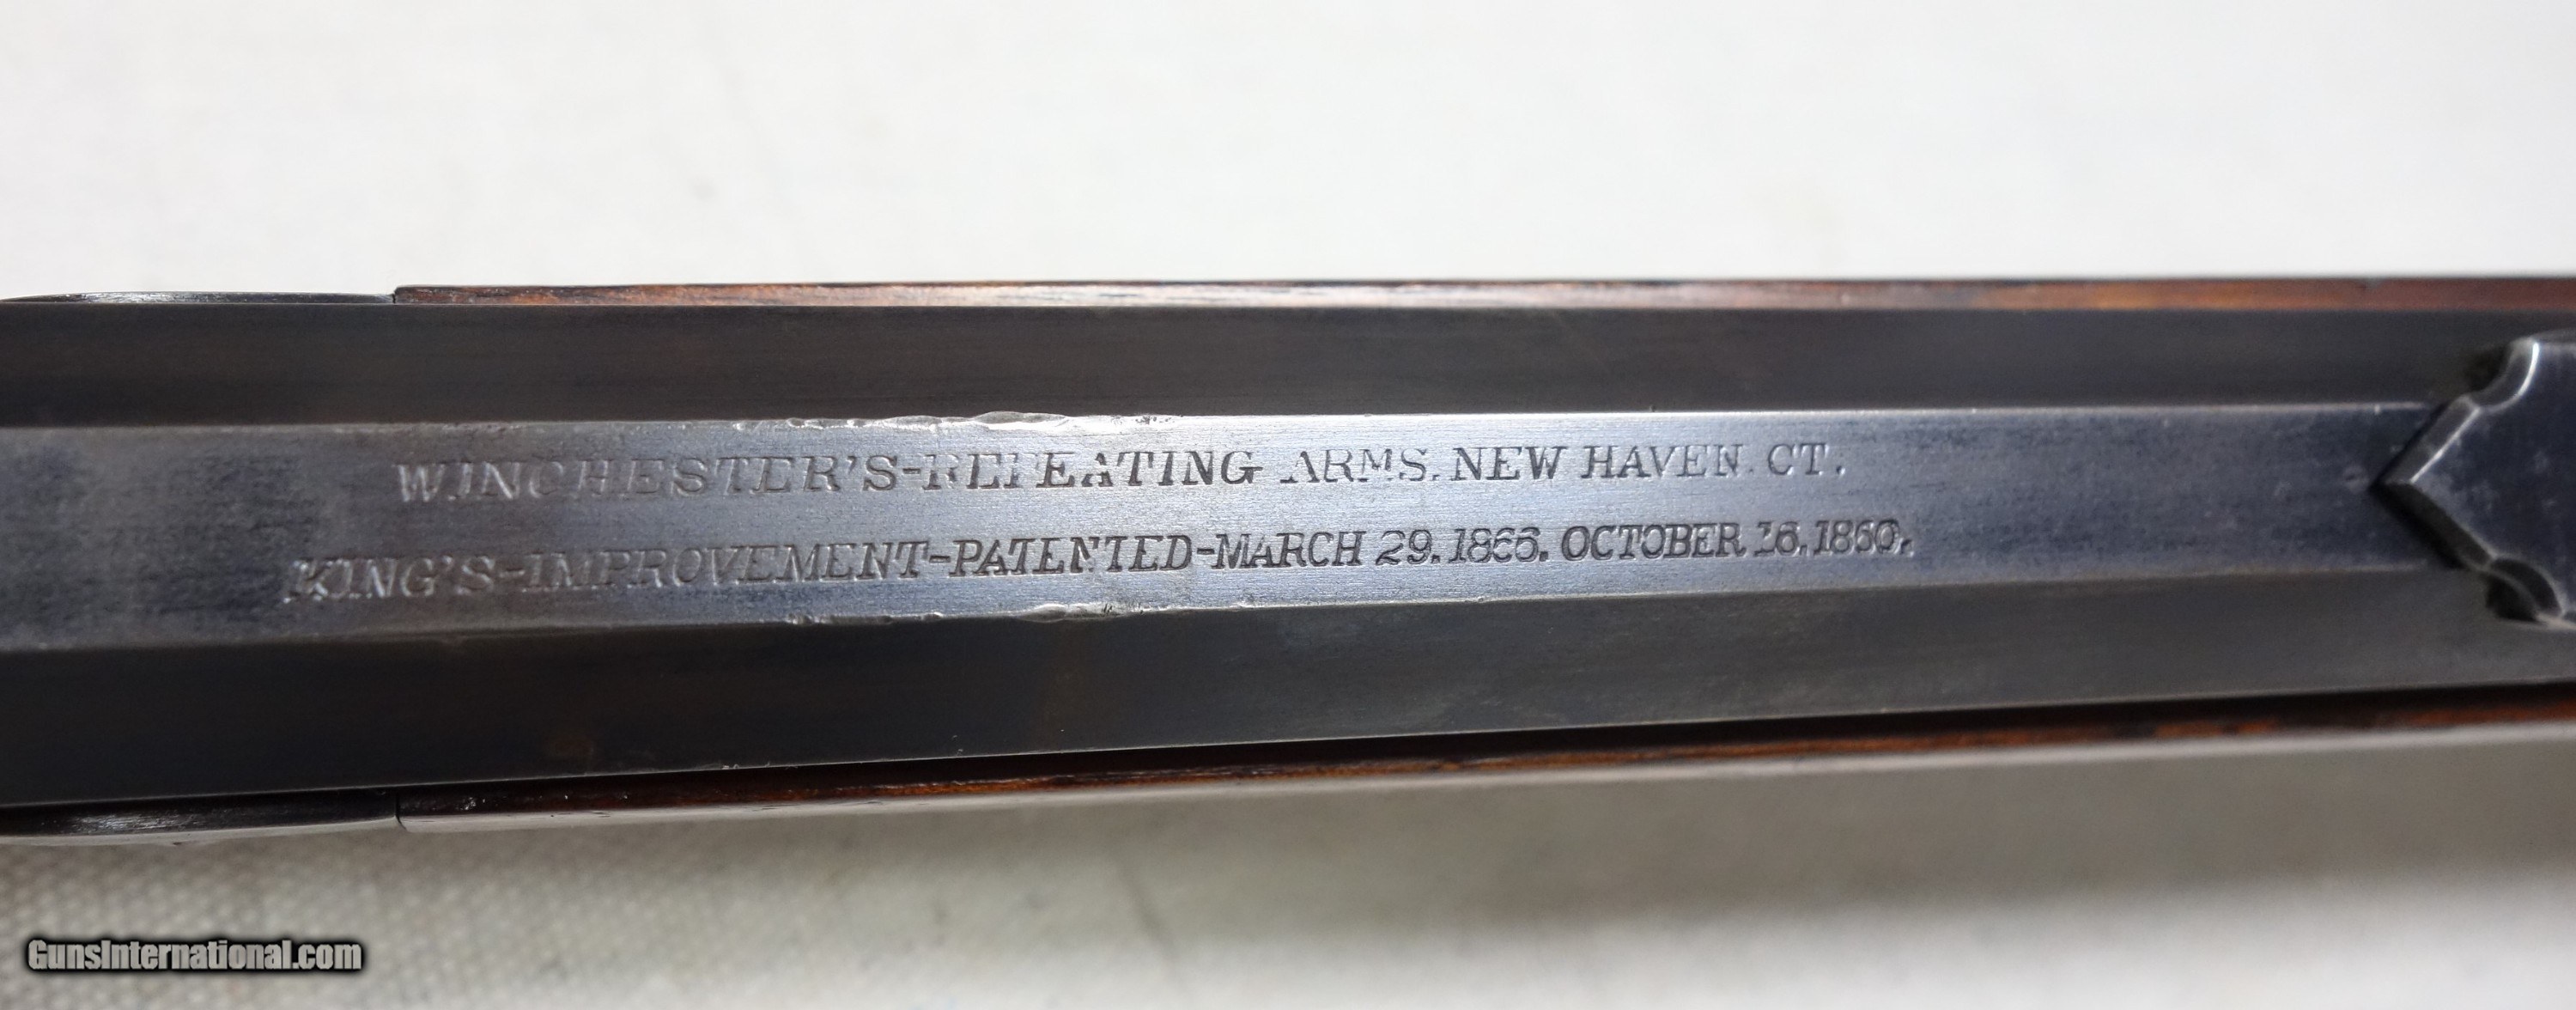 WINCHESTER'S-REPEATING ARMS. NEW HAVEN. CT.
KING'S-IMPROVEMENT-PATENTED-MARCH 29. 1866. OCTOBER 16. 1860.
GunsInternational.com